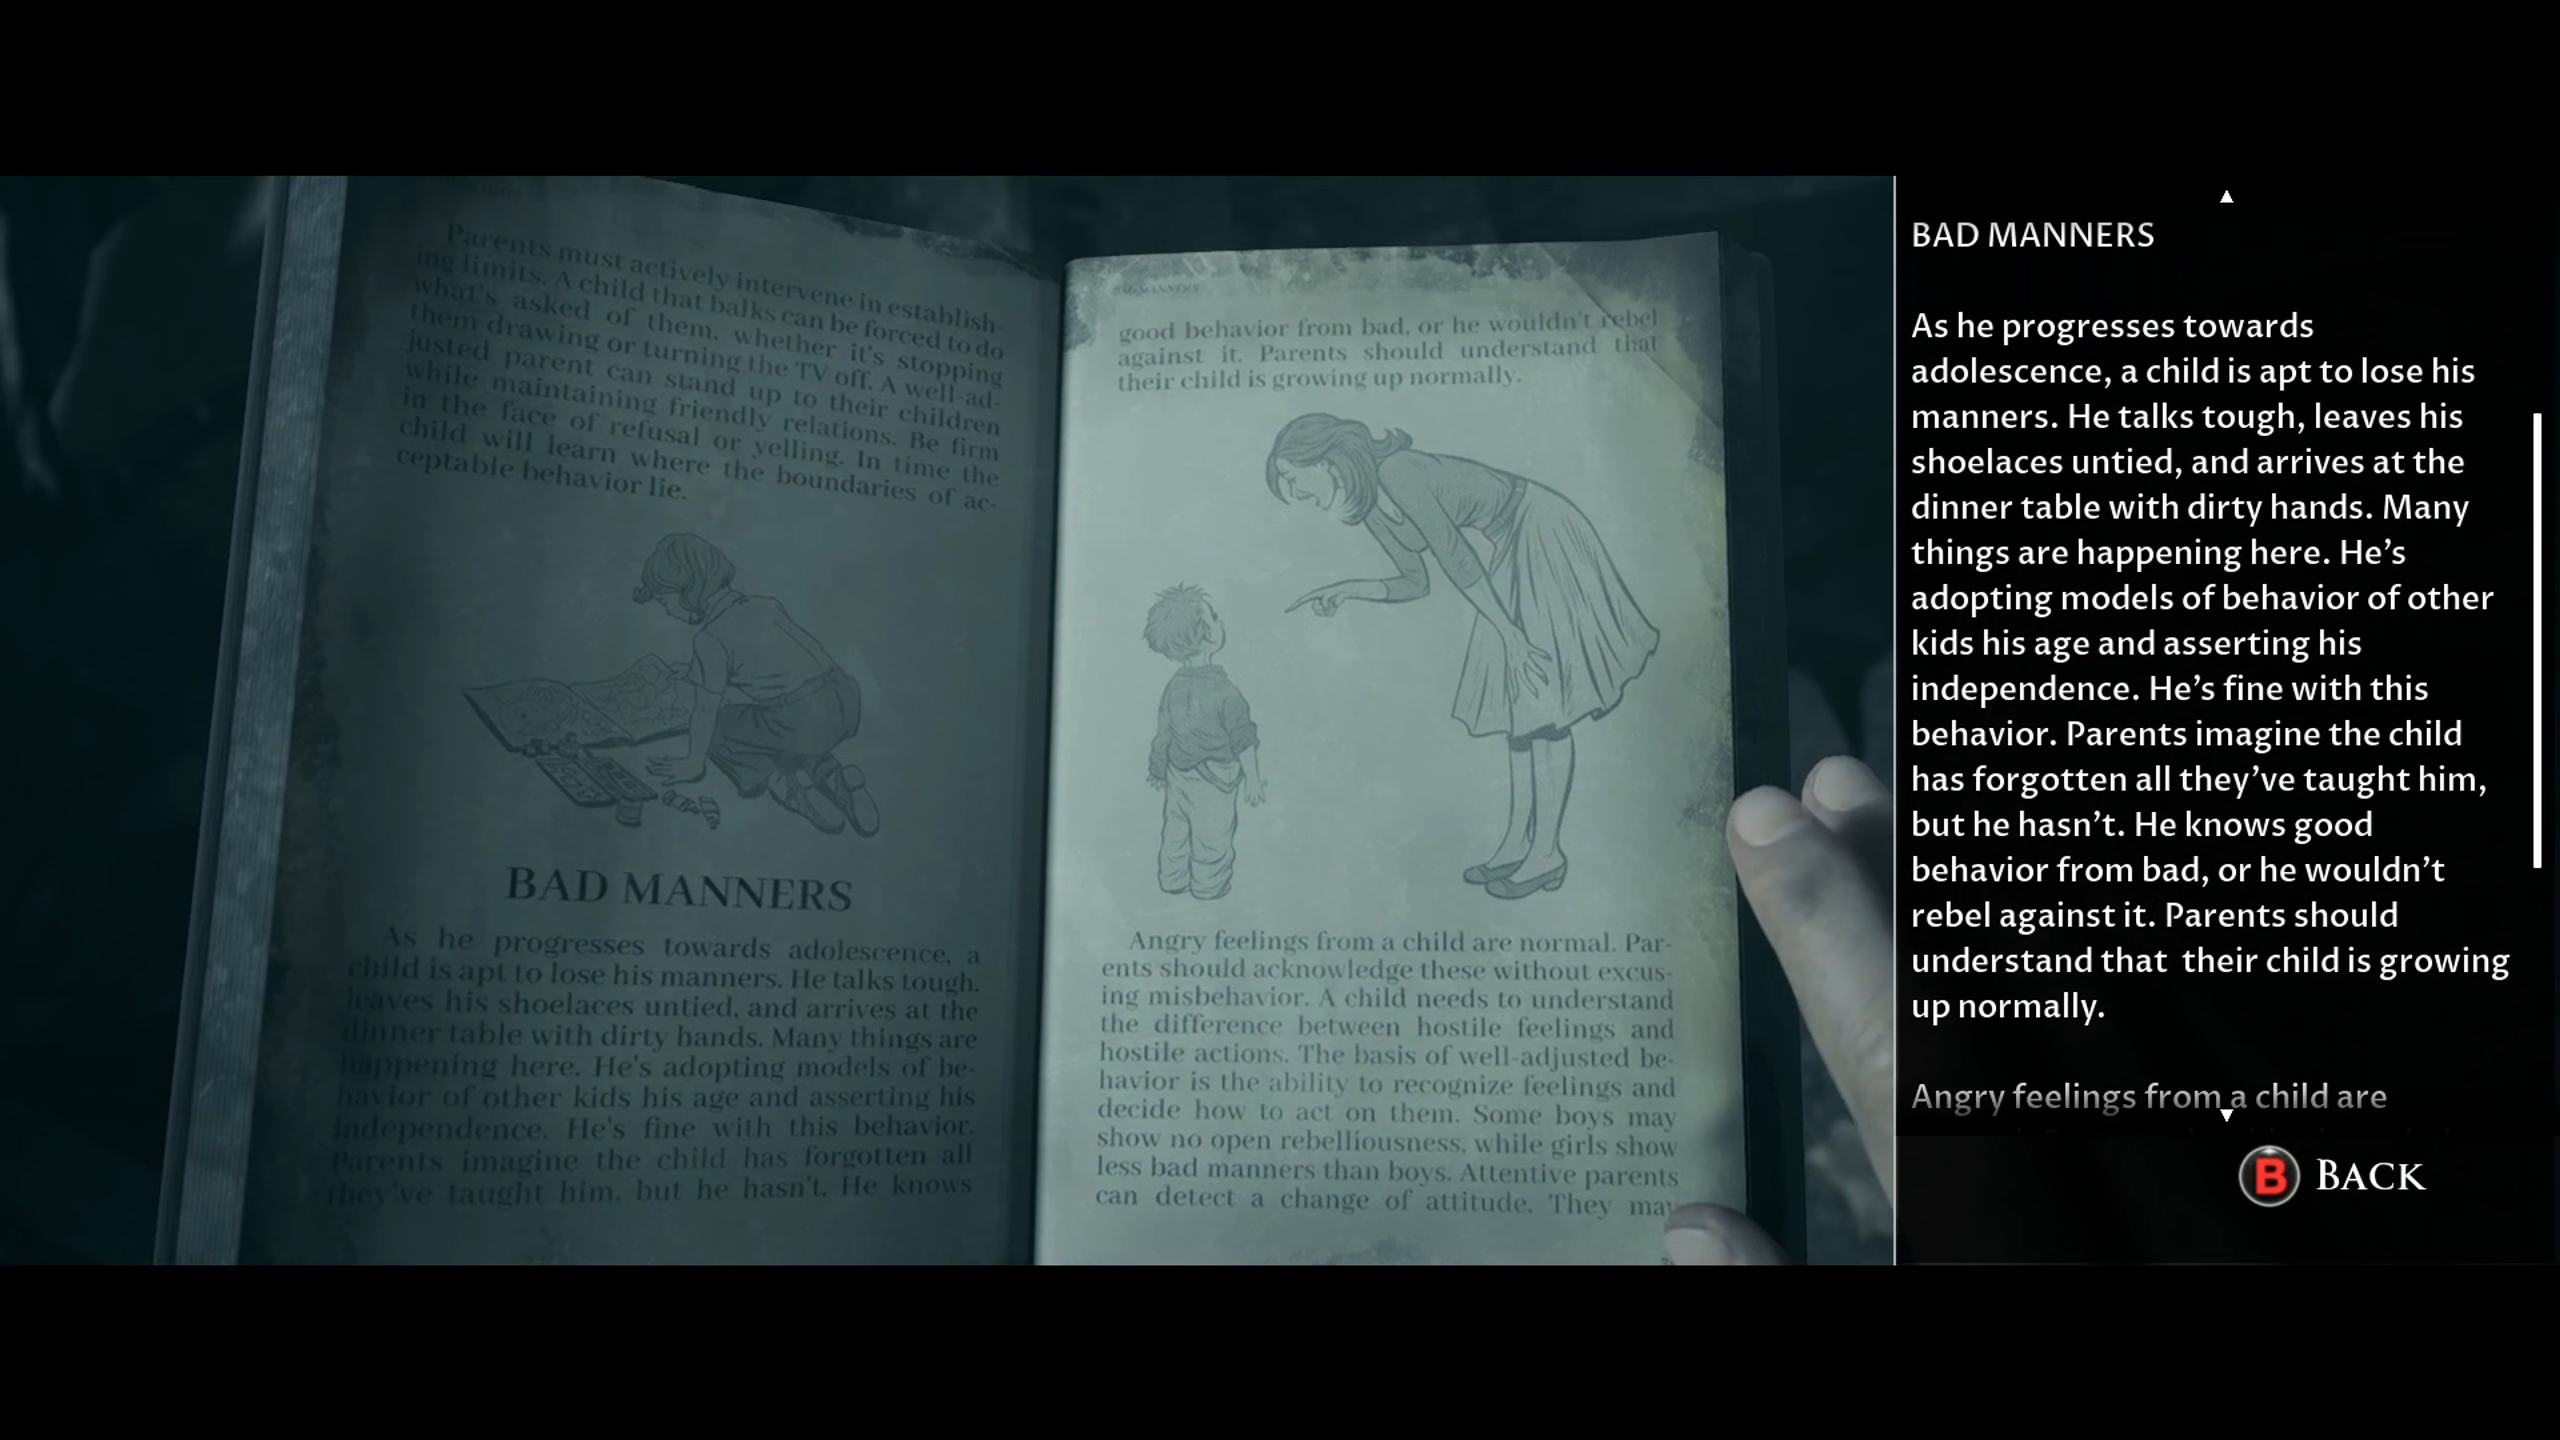 Parents must actively intervene in establish-
ing limits. A child that balks can be forced to do
what's asked of them, whether it's stopping
them drawing or turning the TV off. A well-ad-
justed parent can stand up to their children
while maintaining friendly relations. Be firm
in the face of refusal or yelling. In time the
child will learn where the boundaries of ac-
ceptable behavior lie.
BAD MANNERS
As he progresses towards adolescence, a
child is apt to lose his manners. He talks tough,
leaves his shoelaces untied, and arrives at the
dinner table with dirty hands. Many things are
happening here. He's adopting models of be-
havior of other kids his age and asserting his
independence. He's fine with this behavior.
Parents imagine the child has forgotten all
they've taught him, but he hasn't. He knows
BAD MANNERS
good behavior from bad, or he wouldn't rebel
against it. Parents should understand that
their child is growing up normally.
Angry feelings from a child are normal. Par-
ents should acknowledge these without excus-
ing misbehavior. A child needs to understand
the difference between hostile feelings and
hostile actions. The basis of well-adjusted be-
havior is the ability to recognize feelings and
decide how to act on them. Some boys may
show no open rebelliousness, while girls show
less bad manners than boys. Attentive parents
can detect a change of attitude. They may
BAD MANNERS
As he progresses towards
adolescence, a child is apt to lose his
manners. He talks tough, leaves his
shoelaces untied, and arrives at the
dinner table with dirty hands. Many
things are happening here. He's
adopting models of behavior of other
kids his age and asserting his
independence. He's fine with this
behavior. Parents imagine the child
has forgotten all they've taught him,
but he hasn't. He knows good
behavior from bad, or he wouldn't
rebel against it. Parents should
understand that  their child is growing
up normally.
Angry feelings from a child are
B BACK